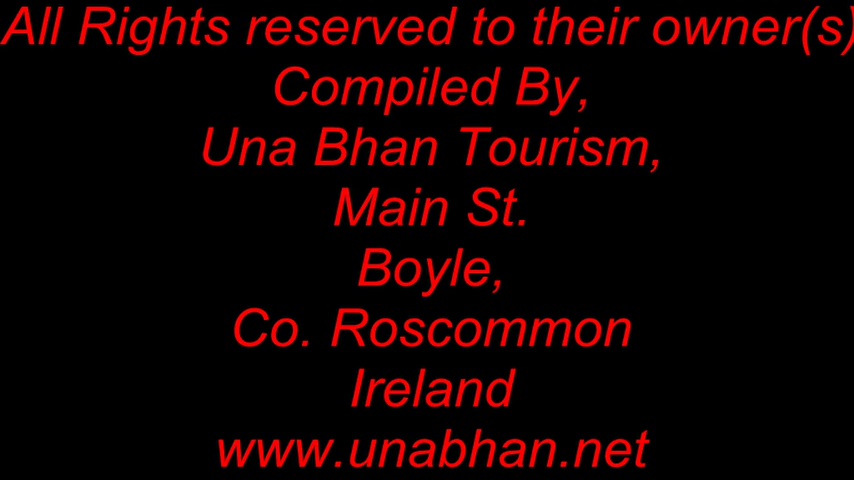 All Rights reserved to their owner(s)
Compiled By,
Una Bhan Tourism,
Main St.
Boyle,
Co. Roscommon
Ireland
www.unabhan.net